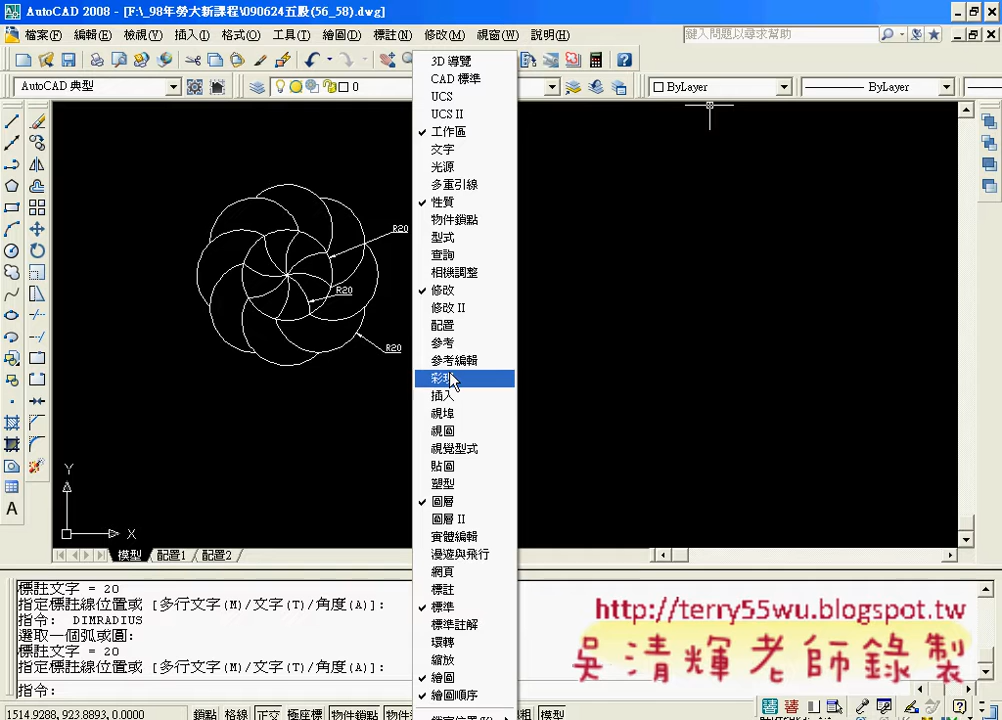 AutoCAD 2008 - [F:\_98年勞大新課程\090624五股(56_58).dwg]
檔案(F) 編輯(E) 檢視(V) 插入(I) 格式(O) 工具(T) 繪圖(D) 標註(N) 修改(M) 視窗(W) 說明(H)
鍵入問題以尋求幫助
AutoCAD 典型
0
ByLayer
ByLayer
3D 導覽
CAD 標準
UCS
UCS II
工作區
文字
光源
多重引線
性質
物件鎖點
型式
查詢
相機調整
修改
修改 II
配置
參考
參考編輯
彩現
插入
視埠
視圖
視覺型式
貼圖
塑型
圖層
圖層 II
實體編輯
漫遊與飛行
網頁
標註
標準
標準註解
環轉
縮放
繪圖
繪圖順序
R20
R20
R20
Y
X
A
模型 配置1 配置2
標註文字 = 20
指定標註線位置或 [多行文字(M)/文字(T)/角度(A)]:
指令: DIMRADIUS
選取一個弧或圓:
標註文字 = 20
指定標註線位置或 [多行文字(M)/文字(T)/角度(A)]:
指令:
http://terry55wu.blogspot.tw
吳清輝老師錄製
1514.9288, 923.8893, 0.0000
鎖點 格線 正交 極座標 物件鎖點
模型